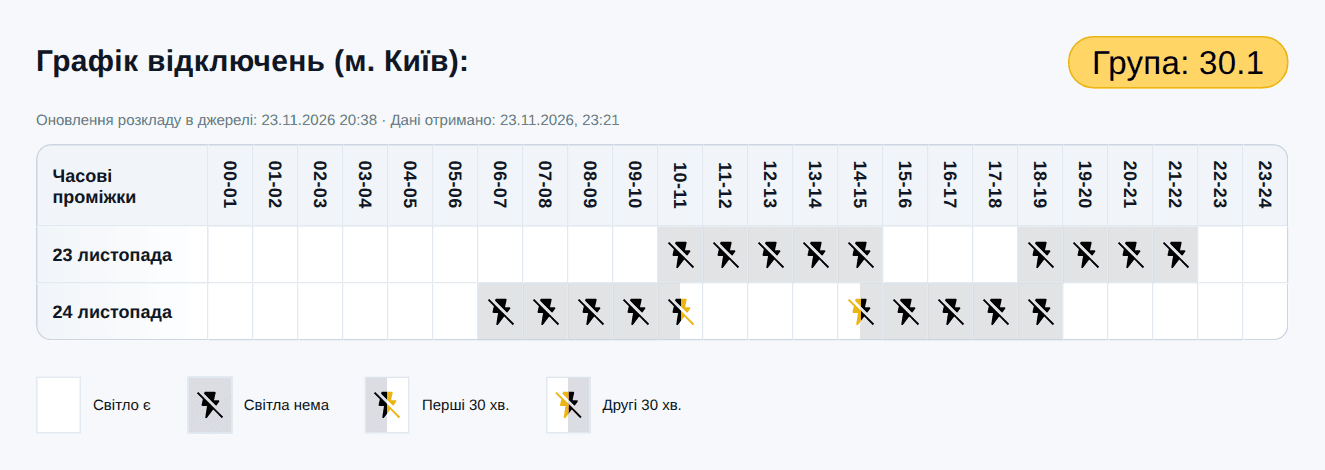 Графік відключень (м. Київ):
Група: 30.1
Оновлення розкладу в джерелі: 23.11.2026 20:38 · Дані отримано: 23.11.2026, 23:21
Часові
проміжки
00-01
01-02
02-03
03-04
04-05
05-06
06-07
07-08
08-09
09-10
10-11
11-12
12-13
13-14
14-15
15-16
16-17
17-18
18-19
19-20
20-21
21-22
22-23
23-24
23 листопада
24 листопада
Світло є
Світла нема
Перші 30 хв.
Другі 30 хв.